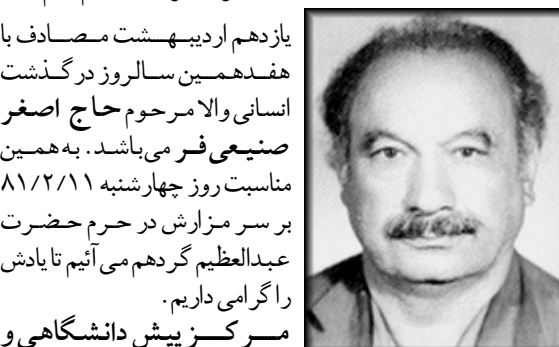 یازدهم اردیبهشت مصادف با
هفدهمین سالروز درگذشت
انسانی والا مرحوم حاج اصغر
صنیعی فر می‌باشد. به همین
مناسبت روز چهارشنبه ۸۱/۲/۱۱
بر سر مزارش در حرم حضرت
عبدالعظیم گردهم می آئیم تا یادش
را گرامی داریم.
مرکز پیش دانشگاهی و